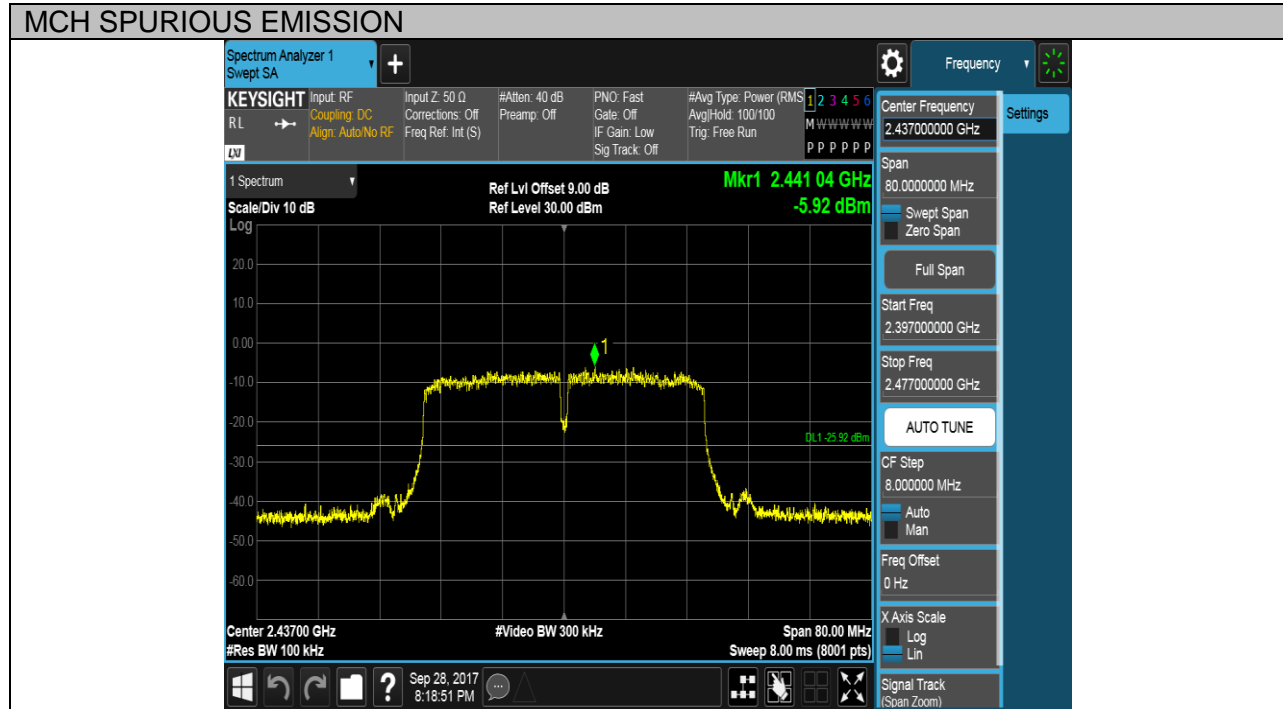 MCH SPURIOUS EMISSION
Spectrum Analyzer 1
Swept SA
+
Frequency
KEYSIGHT
RL
LXI
Input: RF
Coupling: DC
Align: Auto/No RF
Input Z: 50 Ω
Corrections: Off
Freq Ref: Int (S)
#Atten: 40 dB
Preamp: Off
PNO: Fast
Gate: Off
IF Gain: Low
Sig Track: Off
#Avg Type: Power (RMS
Avg|Hold: 100/100
Trig: Free Run
1 2 3 4 5 6
M W W W W W
P P P P P P
1 Spectrum
Scale/Div 10 dB
Log
Ref Lvl Offset 9.00 dB
Ref Level 30.00 dBm
Mkr1 2.441 04 GHz
-5.92 dBm
20.0
10.0
0.00
-10.0
-20.0
-30.0
-40.0
-50.0
-60.0
1
DL1 -25.92 dBm
Center 2.43700 GHz
#Res BW 100 kHz
#Video BW 300 kHz
Span 80.00 MHz
Sweep 8.00 ms (8001 pts)
?
Sep 28, 2017
8:18:51 PM
Center Frequency
2.437000000 GHz
Settings
Span
80.0000000 MHz
Swept Span
Zero Span
Full Span
Start Freq
2.397000000 GHz
Stop Freq
2.477000000 GHz
AUTO TUNE
CF Step
8.000000 MHz
Auto
Man
Freq Offset
0 Hz
X Axis Scale
Log
Lin
Signal Track
(Span Zoom)